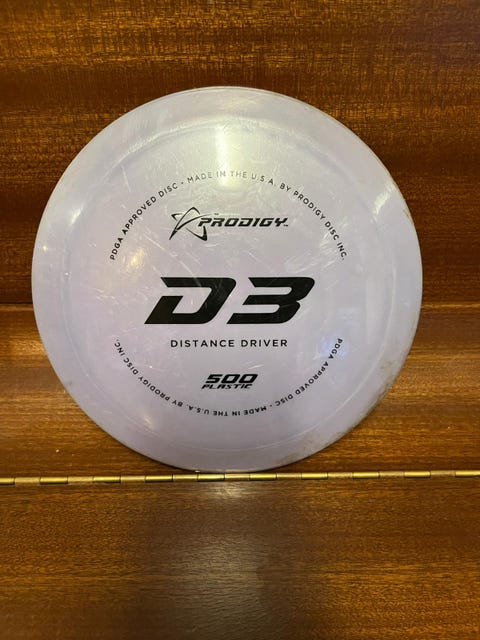 PDGA APPROVED DISC • MADE IN THE U.S.A. BY PRODIGY DISC INC.
PRODIGY™
D3
DISTANCE DRIVER
500
PLASTIC
PDGA APPROVED DISC • MADE IN THE U.S.A. BY PRODIGY DISC INC.